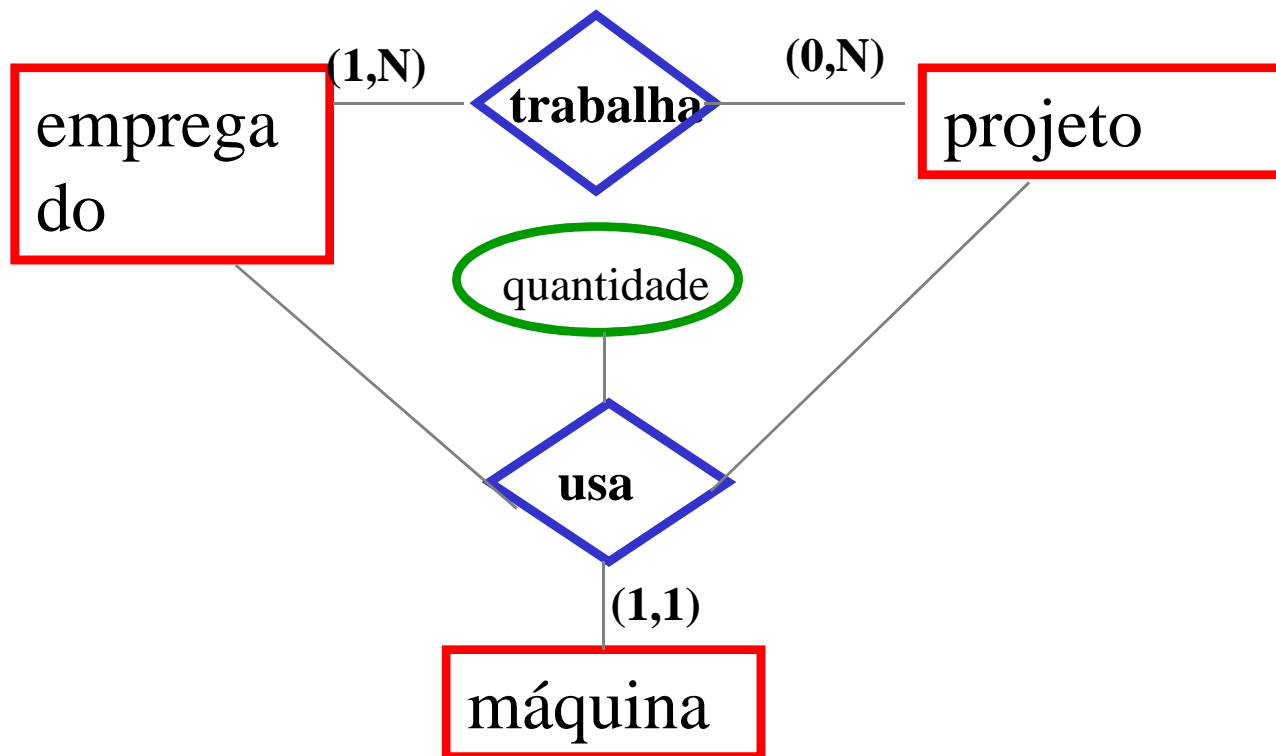 (1,N)
(0,N)
emprega
do
trabalha
projeto
quantidade
usa
(1,1)
máquina